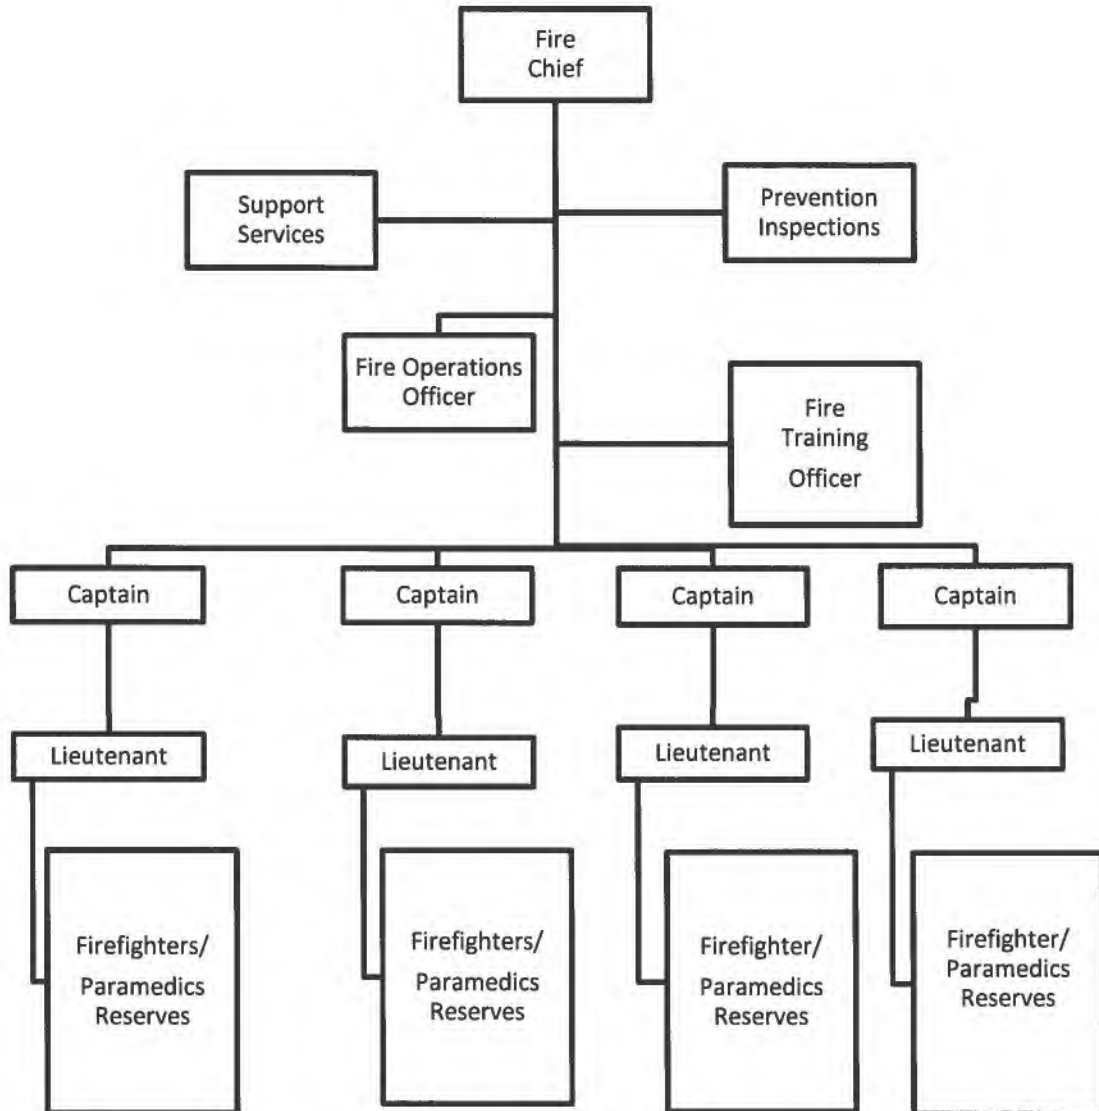 Fire
Chief
Support
Services
Prevention
Inspections
Fire Operations
Officer
Fire
Training
Officer
Captain
Captain
Captain
Captain
Lieutenant
Lieutenant
Lieutenant
Lieutenant
Firefighters/
Paramedics
Reserves
Firefighters/
Paramedics
Reserves
Firefighter/
Paramedics
Reserves
Firefighter/
Paramedics
Reserves